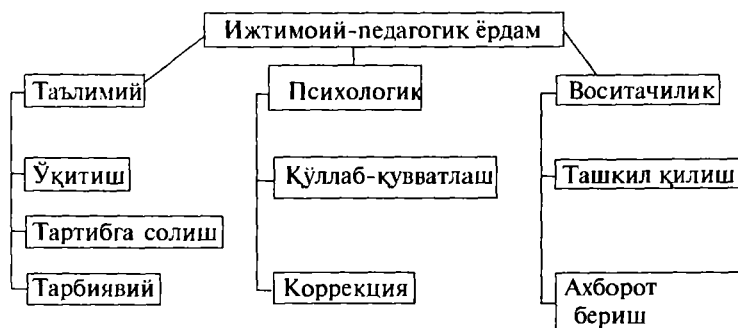 Ижтимоий-педагогик ёрдам
Таълимий
Психологик
Воситачилик
Ўқитиш
Қўллаб-қувватлаш
Ташкил қилиш
Тартибга солиш
Тарбиявий
Коррекция
Ахборот
бериш